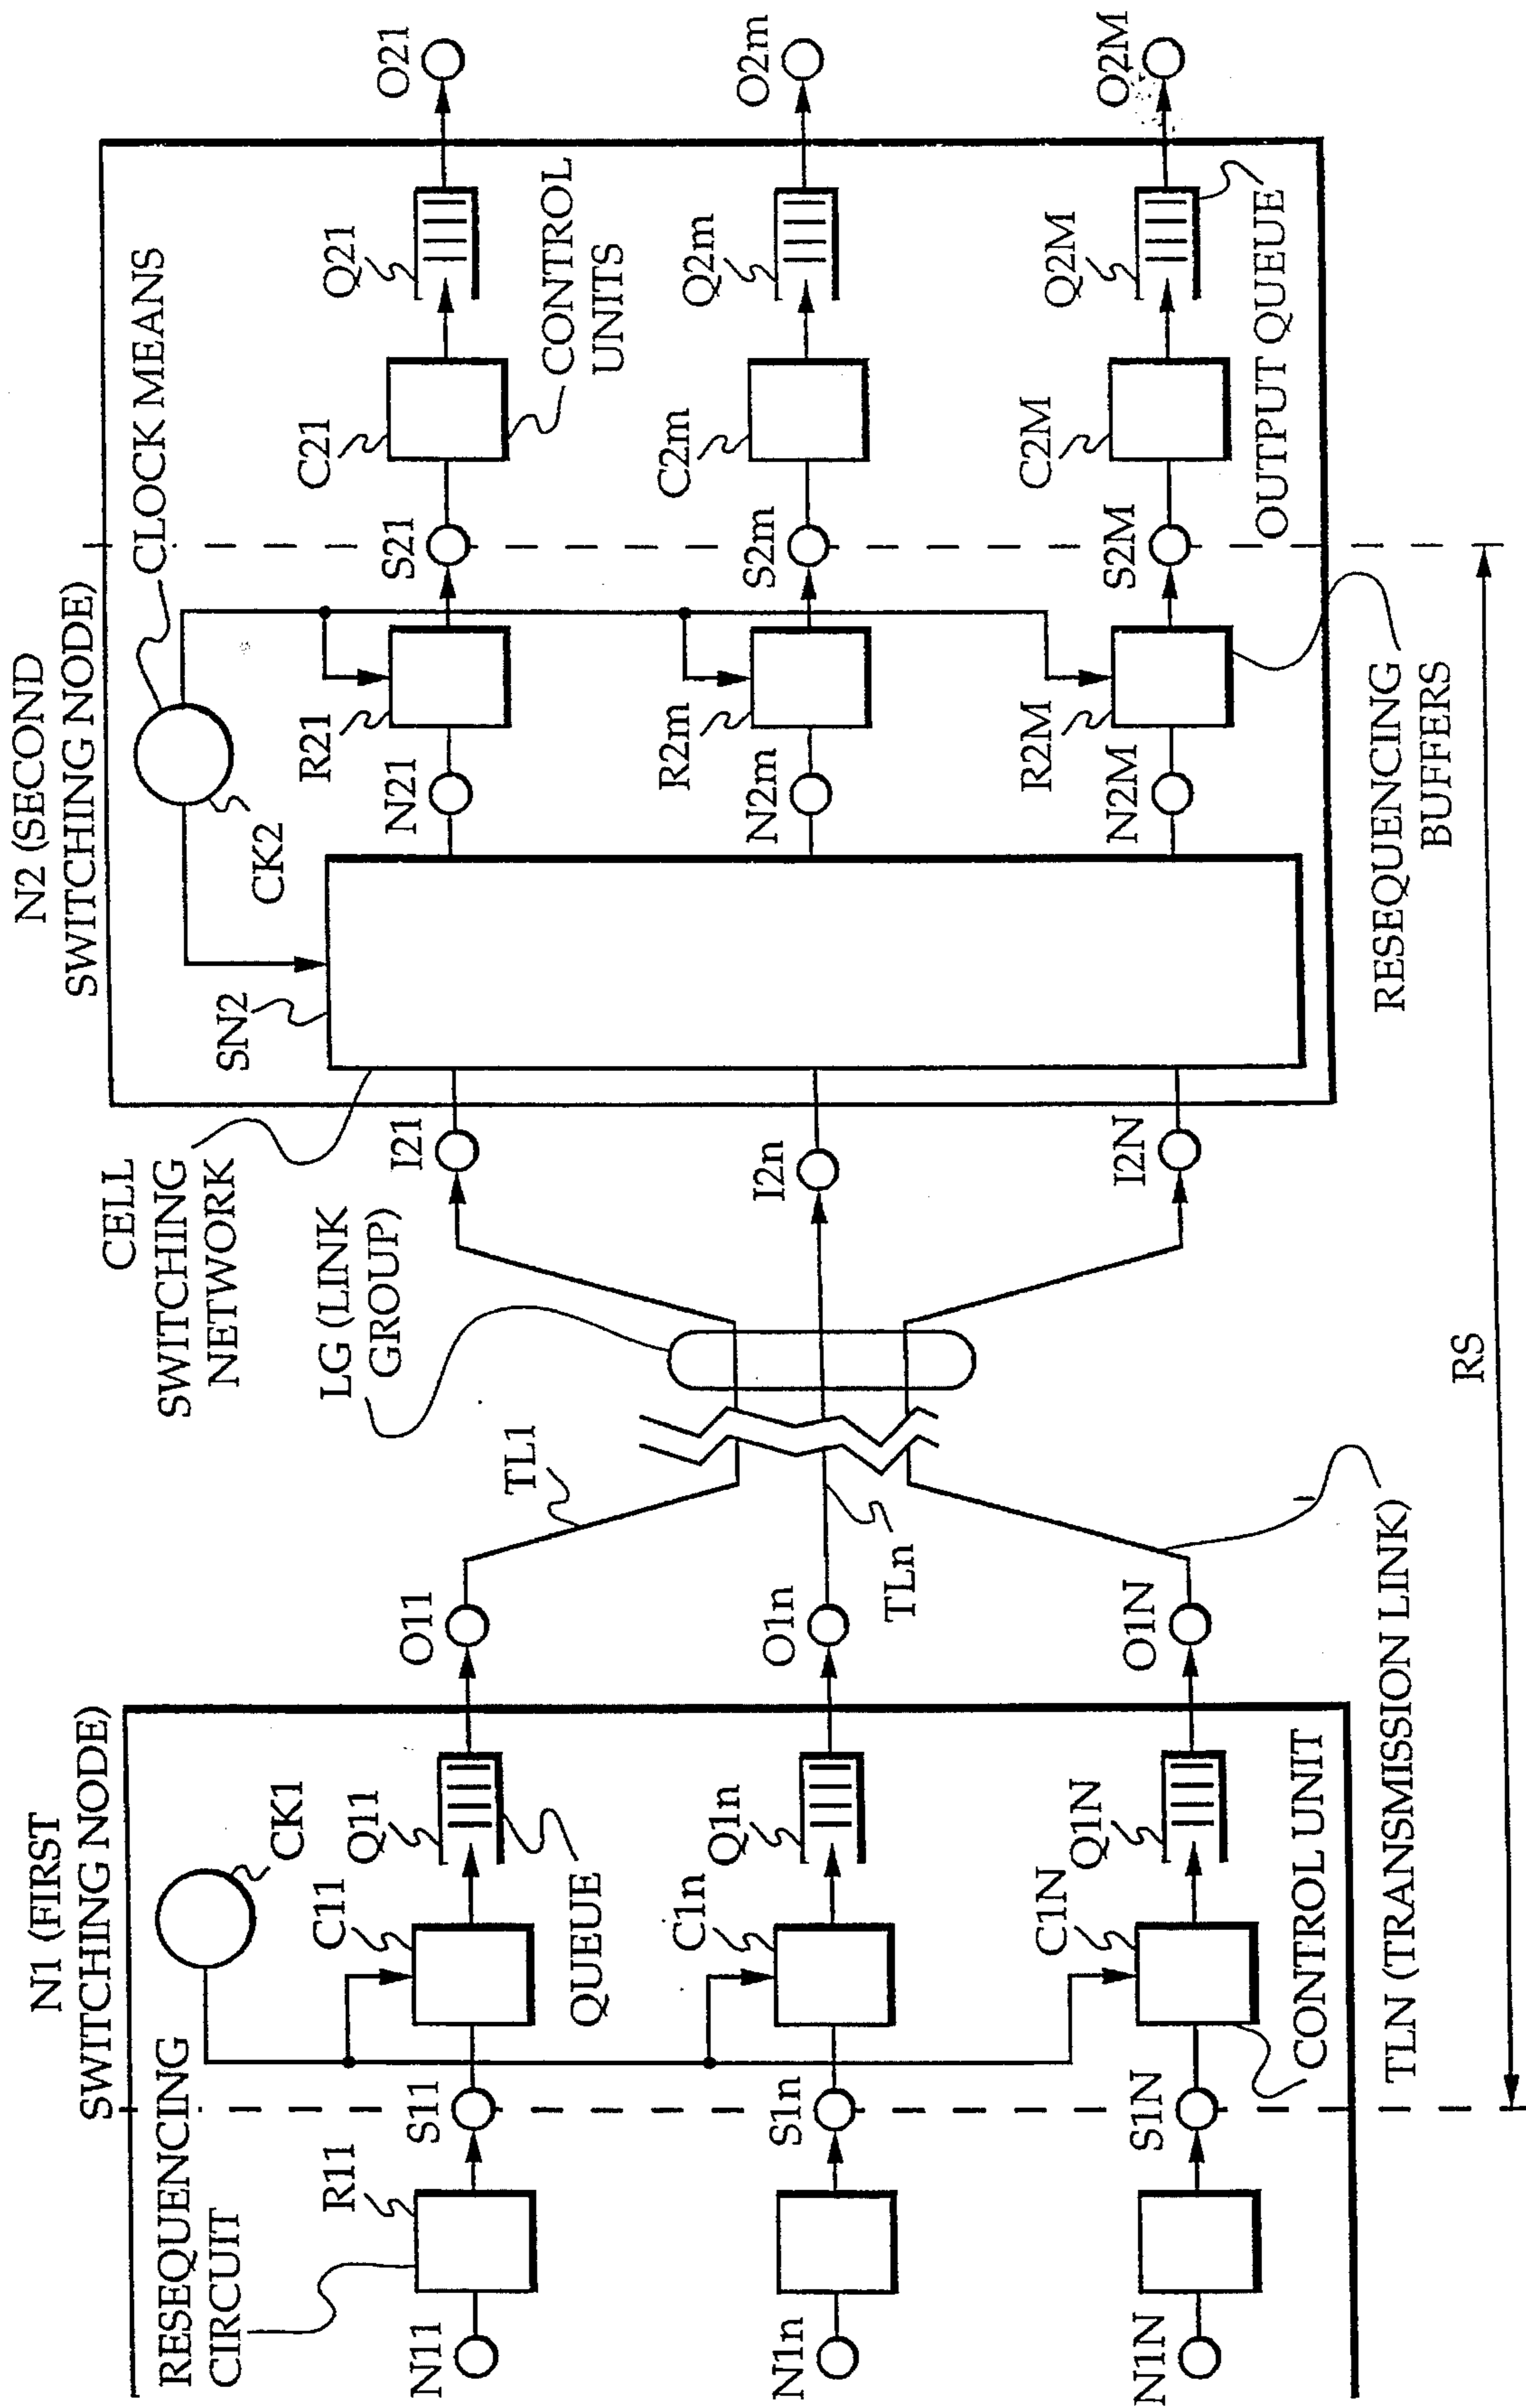 N1 (FIRST
SWITCHING NODE)
RESEQUENCING
CIRCUIT
CK1
N11
R11
S11
C11
Q11
O11
QUEUE
N1n
S1n
C1n
Q1n
O1n
N1N
S1N
C1N
Q1N
O1N
CONTROL UNIT
TLN (TRANSMISSION LINK)
TL1
TLn
LG (LINK
GROUP)
CELL
SWITCHING
NETWORK
I21
I2n
I2N
N2 (SECOND
SWITCHING NODE)
CLOCK MEANS
CK2
SN2
N21
R21
S21
C21
Q21
O21
CONTROL
UNITS
N2m
R2m
S2m
C2m
Q2m
O2m
N2M
R2M
S2M
C2M
Q2M
O2M
OUTPUT QUEUE
RESEQUENCING
BUFFERS
RS